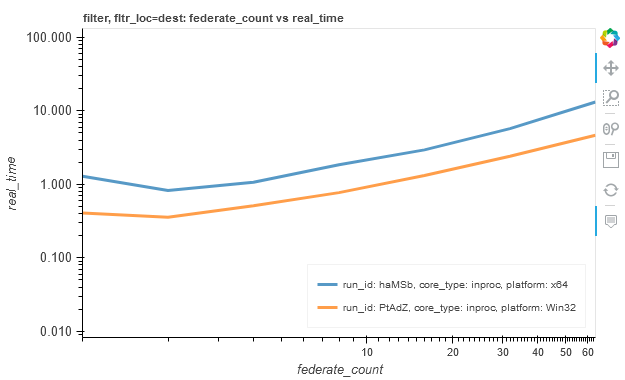 filter, fltr_loc=dest: federate_count vs real_time
100.000
10.000
1.000
0.100
0.010
real_time
run_id: haMSb, core_type: inproc, platform: x64
run_id: PtAdZ, core_type: inproc, platform: Win32
10 20 30 40 50 60
federate_count